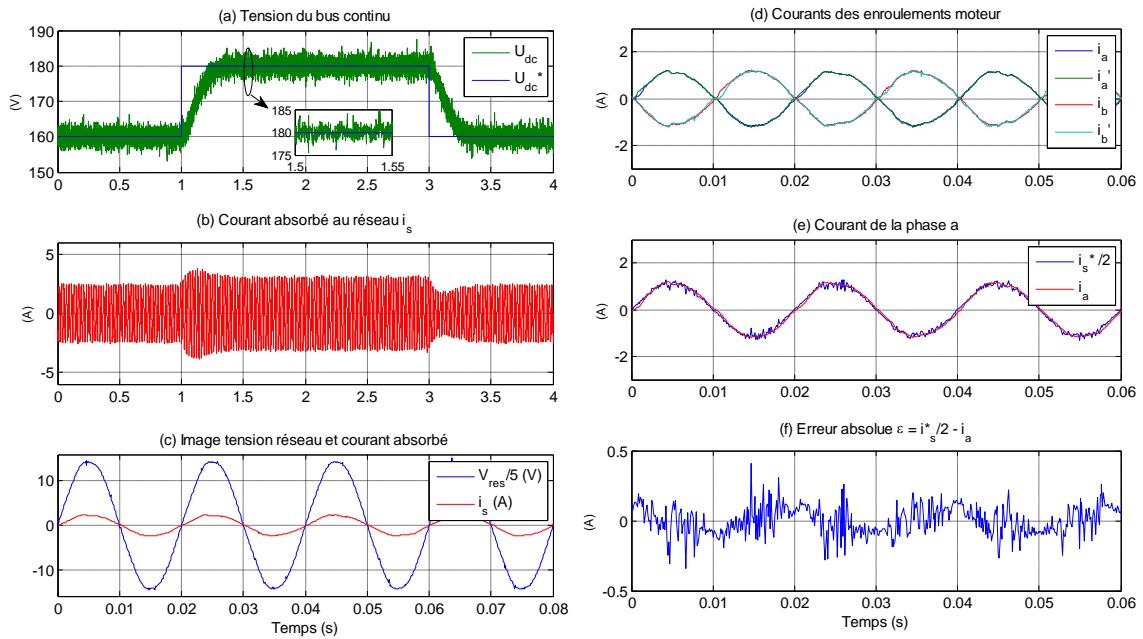 (a) Tension du bus continu
190
180
170
160
150
(V)
U_dc
U_dc*
185
180
175
1.5 1.55
0 0.5 1 1.5 2 2.5 3 3.5 4
(b) Courant absorbé au réseau i_s
5
0
-5
(A)
0 0.5 1 1.5 2 2.5 3 3.5 4
(c) Image tension réseau et courant absorbé
10
0
-10
V_res/5 (V)
i_s (A)
0 0.01 0.02 0.03 0.04 0.05 0.06 0.07 0.08
Temps (s)
(d) Courants des enroulements moteur
2
0
-2
(A)
i_a
i_a'
i_b
i_b'
0 0.01 0.02 0.03 0.04 0.05 0.06
(e) Courant de la phase a
2
0
-2
(A)
i_s*/2
i_a
0 0.01 0.02 0.03 0.04 0.05 0.06
(f) Erreur absolue ε = i*_s/2 - i_a
0.5
0
-0.5
(A)
0 0.01 0.02 0.03 0.04 0.05 0.06
Temps (s)